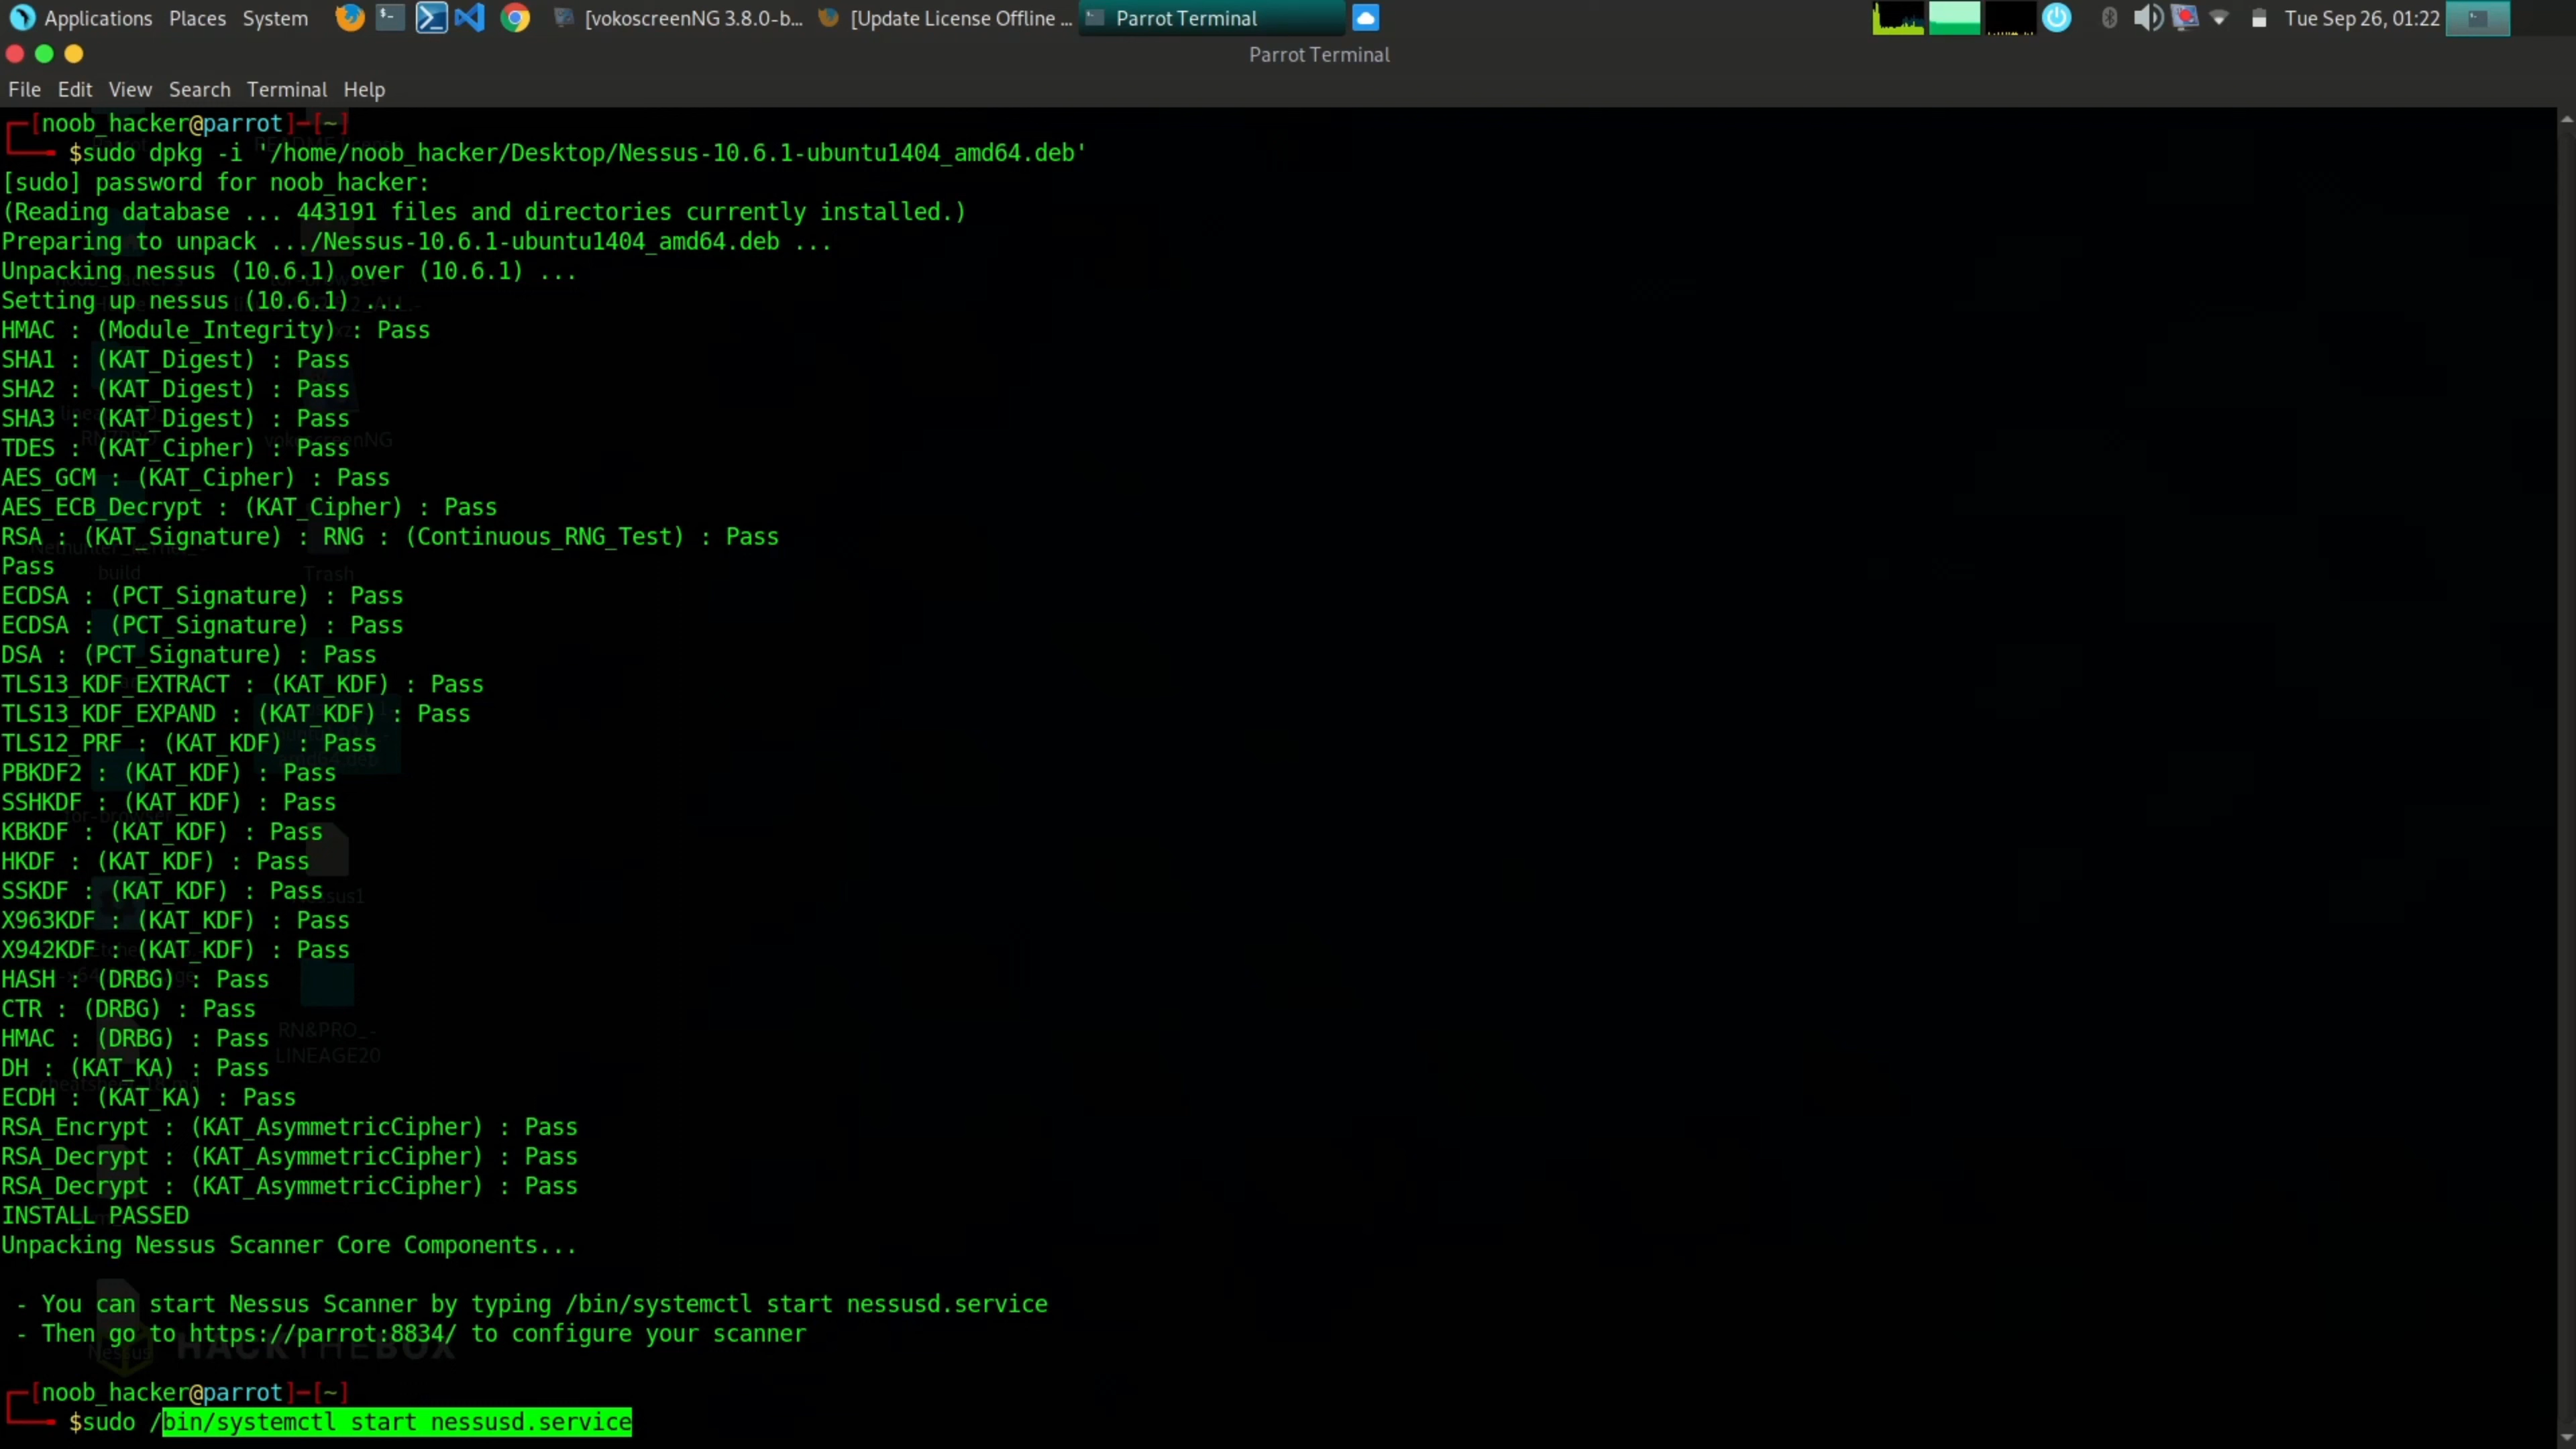 Applications Places System [vokoscreenNG 3.8.0-b... [Update License Offline ... Parrot Terminal Tue Sep 26, 01:22
Parrot Terminal
File Edit View Search Terminal Help
┌─[noob_hacker@parrot]─[~]
└──╼ $sudo dpkg -i '/home/noob_hacker/Desktop/Nessus-10.6.1-ubuntu1404_amd64.deb'
[sudo] password for noob_hacker:
(Reading database ... 443191 files and directories currently installed.)
Preparing to unpack .../Nessus-10.6.1-ubuntu1404_amd64.deb ...
Unpacking nessus (10.6.1) over (10.6.1) ...
Setting up nessus (10.6.1) ...
HMAC : (Module_Integrity) : Pass
SHA1 : (KAT_Digest) : Pass
SHA2 : (KAT_Digest) : Pass
SHA3 : (KAT_Digest) : Pass
TDES : (KAT_Cipher) : Pass
vokoscreenNG
AES_GCM : (KAT_Cipher) : Pass
AES_ECB_Decrypt : (KAT_Cipher) : Pass
RSA : (KAT_Signature) : RNG : (Continuous_RNG_Test) : Pass
Pass
build
Trash
ECDSA : (PCT_Signature) : Pass
ECDSA : (PCT_Signature) : Pass
DSA : (PCT_Signature) : Pass
TLS13_KDF_EXTRACT : (KAT_KDF) : Pass
TLS13_KDF_EXPAND : (KAT_KDF) : Pass
TLS12_PRF : (KAT_KDF) : Pass
PBKDF2 : (KAT_KDF) : Pass
SSHKDF : (KAT_KDF) : Pass
KBKDF : (KAT_KDF) : Pass
HKDF : (KAT_KDF) : Pass
SSKDF : (KAT_KDF) : Pass
X963KDF : (KAT_KDF) : Pass
X942KDF : (KAT_KDF) : Pass
HASH : (DRBG) : Pass
CTR : (DRBG) : Pass
HMAC : (DRBG) : Pass
RN&PRO_-
LINEAGE20
DH : (KAT_KA) : Pass
ECDH : (KAT_KA) : Pass
RSA_Encrypt : (KAT_AsymmetricCipher) : Pass
RSA_Decrypt : (KAT_AsymmetricCipher) : Pass
RSA_Decrypt : (KAT_AsymmetricCipher) : Pass
INSTALL PASSED
Unpacking Nessus Scanner Core Components...
- You can start Nessus Scanner by typing /bin/systemctl start nessusd.service
- Then go to https://parrot:8834/ to configure your scanner
Nessus HACKTHEBOX
┌─[noob_hacker@parrot]─[~]
└──╼ $sudo /bin/systemctl start nessusd.service